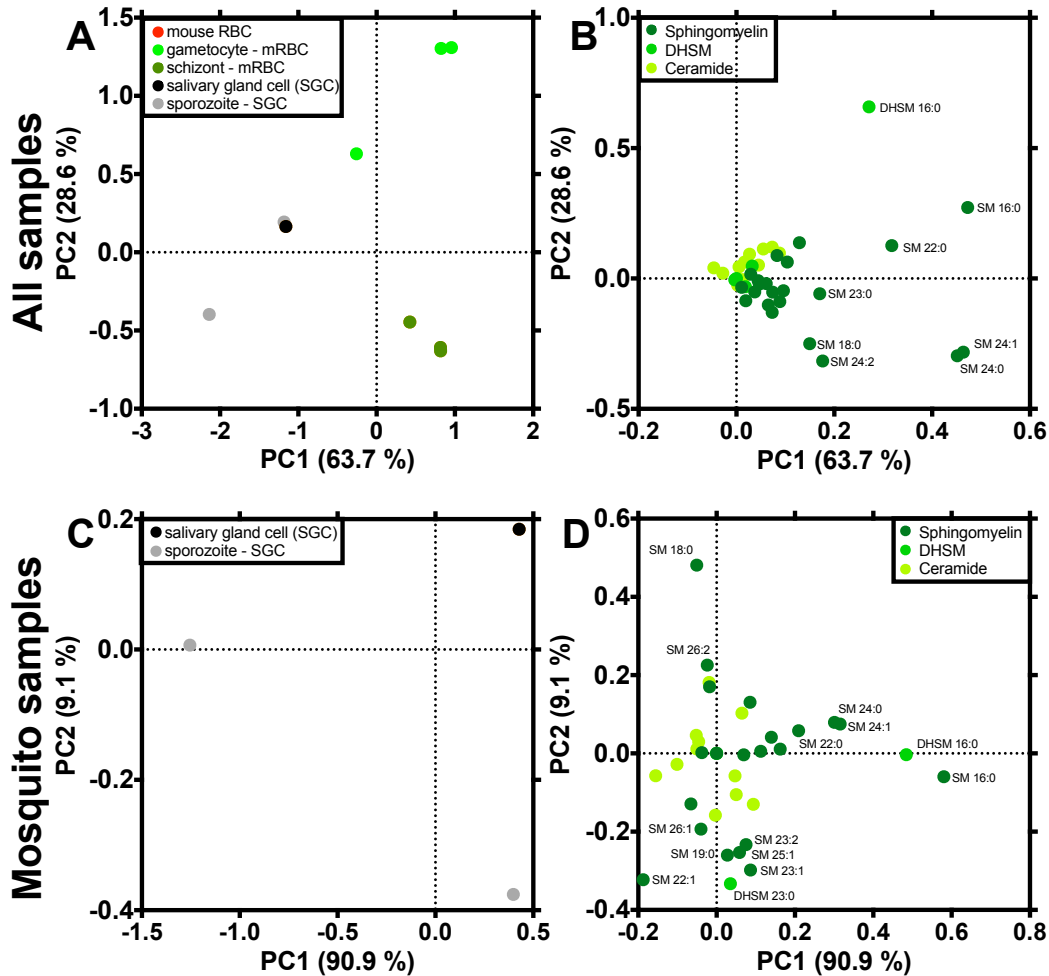 All samples
A
mouse RBC
gametocyte - mRBC
schizont - mRBC
salivary gland cell (SGC)
sporozoite - SGC
PC2 (28.6 %)
1.5
1.0
0.5
0.0
-0.5
-1.0
-3 -2 -1 0 1 2
PC1 (63.7 %)
B
Sphingomyelin
DHSM
Ceramide
DHSM 16:0
SM 16:0
SM 22:0
SM 23:0
SM 18:0
SM 24:2
SM 24:1
SM 24:0
PC2 (28.6 %)
1.0
0.5
0.0
-0.5
-0.2 0.0 0.2 0.4 0.6
PC1 (63.7 %)
Mosquito samples
C
salivary gland cell (SGC)
sporozoite - SGC
PC2 (9.1 %)
0.2
0.0
-0.2
-0.4
-1.5 -1.0 -0.5 0.0 0.5
PC1 (90.9 %)
D
Sphingomyelin
DHSM
Ceramide
SM 18:0
SM 26:2
SM 24:0
SM 24:1
SM 22:0
DHSM 16:0
SM 16:0
SM 26:1
SM 23:2
SM 19:0
SM 25:1
SM 23:1
SM 22:1
DHSM 23:0
PC2 (9.1 %)
0.6
0.4
0.2
0.0
-0.2
-0.4
-0.2 0.0 0.2 0.4 0.6 0.8
PC1 (90.9 %)